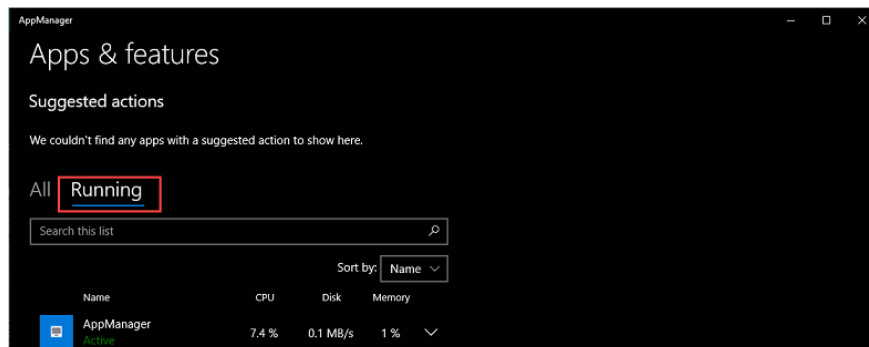 AppManager
Apps & features
Suggested actions
We couldn't find any apps with a suggested action to show here.
All Running
Search this list
Sort by: Name
Name CPU Disk Memory
AppManager 7.4 % 0.1 MB/s 1 %
Active